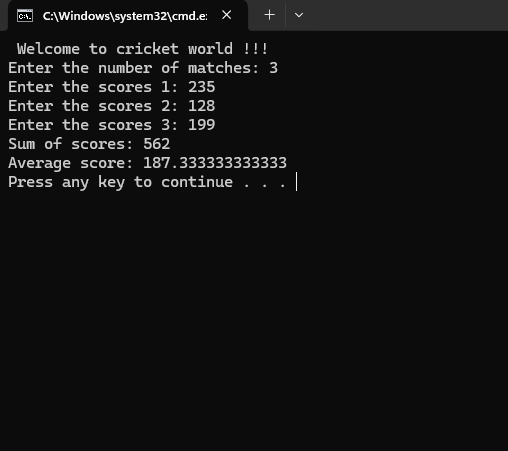 C:\Windows\system32\cmd.e
Welcome to cricket world !!!
Enter the number of matches: 3
Enter the scores 1: 235
Enter the scores 2: 128
Enter the scores 3: 199
Sum of scores: 562
Average score: 187.333333333333
Press any key to continue . . .